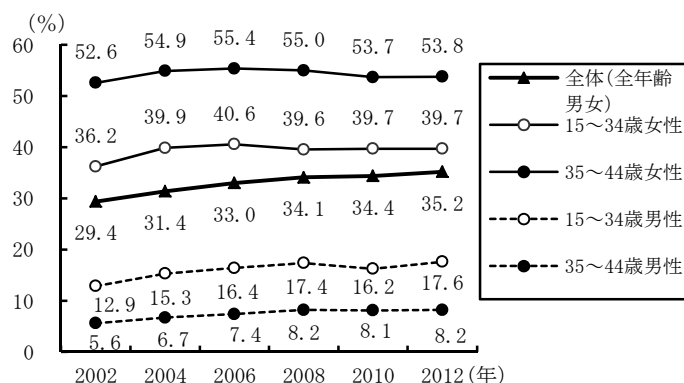 (%)
60
50
40
30
20
10
0
52.6 54.9 55.4 55.0 53.7 53.8
36.2 39.9 40.6 39.6 39.7 39.7
29.4 31.4 33.0 34.1 34.4 35.2
12.9 15.3 16.4 17.4 16.2 17.6
5.6 6.7 7.4 8.2 8.1 8.2
2002 2004 2006 2008 2010 2012(年)
全体(全年齢
男女)
15~34歳女性
35~44歳女性
15~34歳男性
35~44歳男性